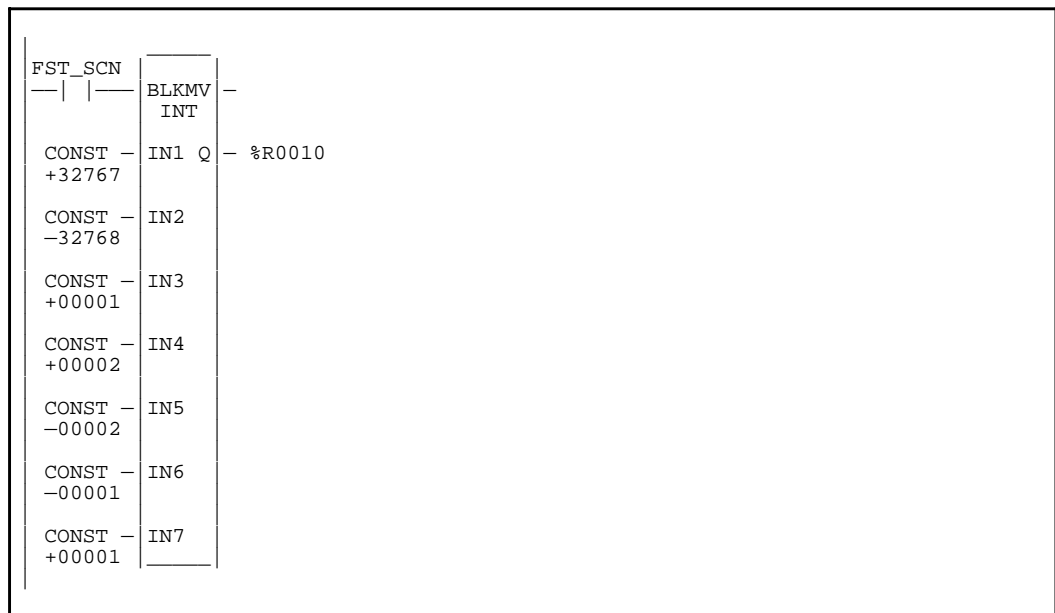 FST_SCN
BLKMV
INT
CONST IN1 Q %R0010
+32767
CONST IN2
−32768
CONST IN3
+00001
CONST IN4
+00002
CONST IN5
−00002
CONST IN6
−00001
CONST IN7
+00001